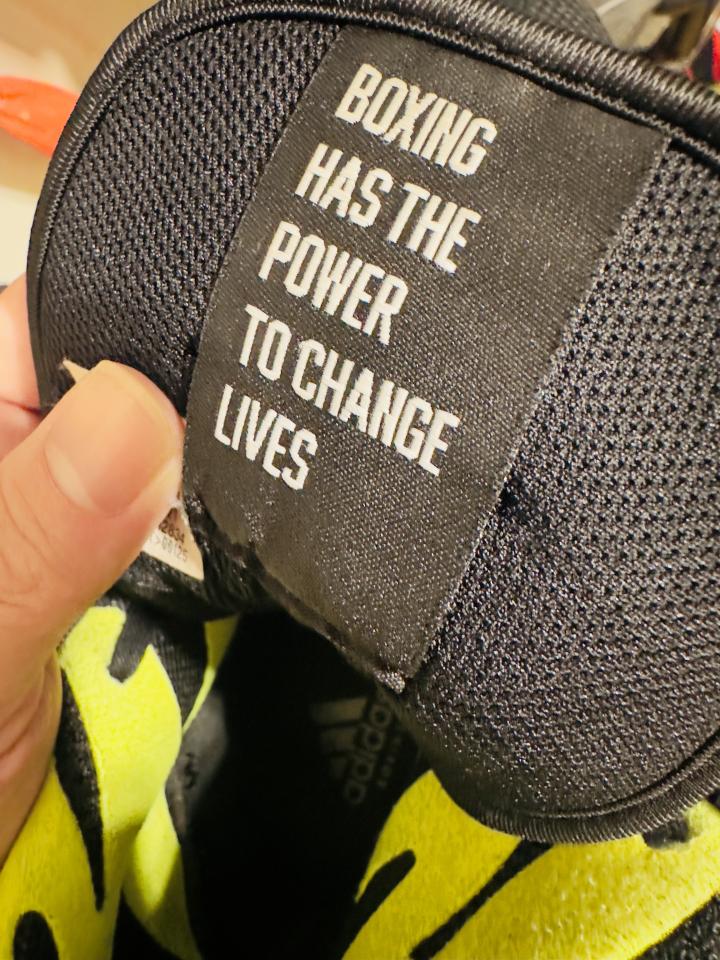 BOXING
HAS THE
POWER
TO CHANGE
LIVES
adidas